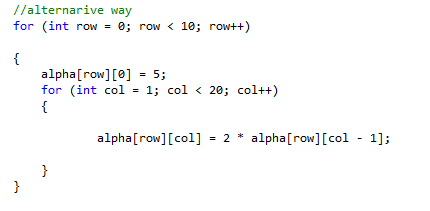 //alternarive way
for (int row = 0; row < 10; row++)
{
alpha[row][0] = 5;
for (int col = 1; col < 20; col++)
{
alpha[row][col] = 2 * alpha[row][col - 1];
}
}